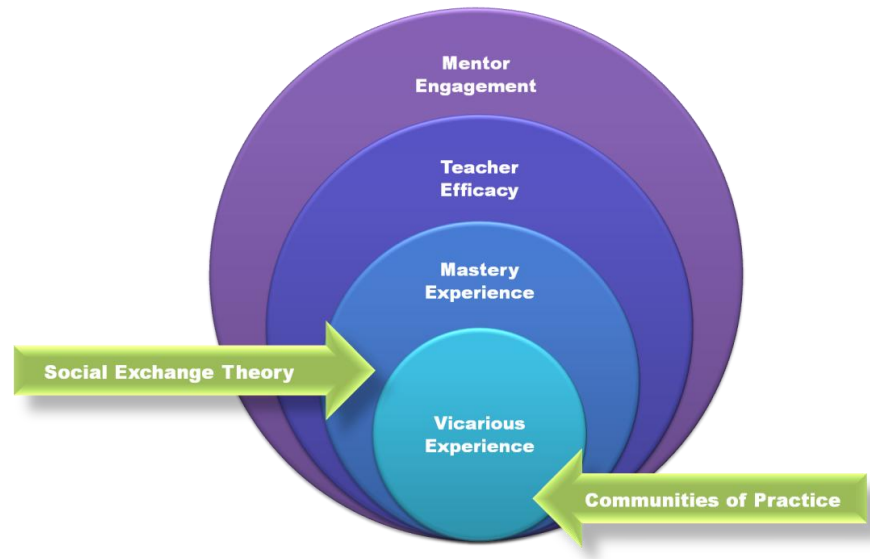 Mentor
Engagement
Teacher
Efficacy
Mastery
Experience
Social Exchange Theory
Vicarious
Experience
Communities of Practice